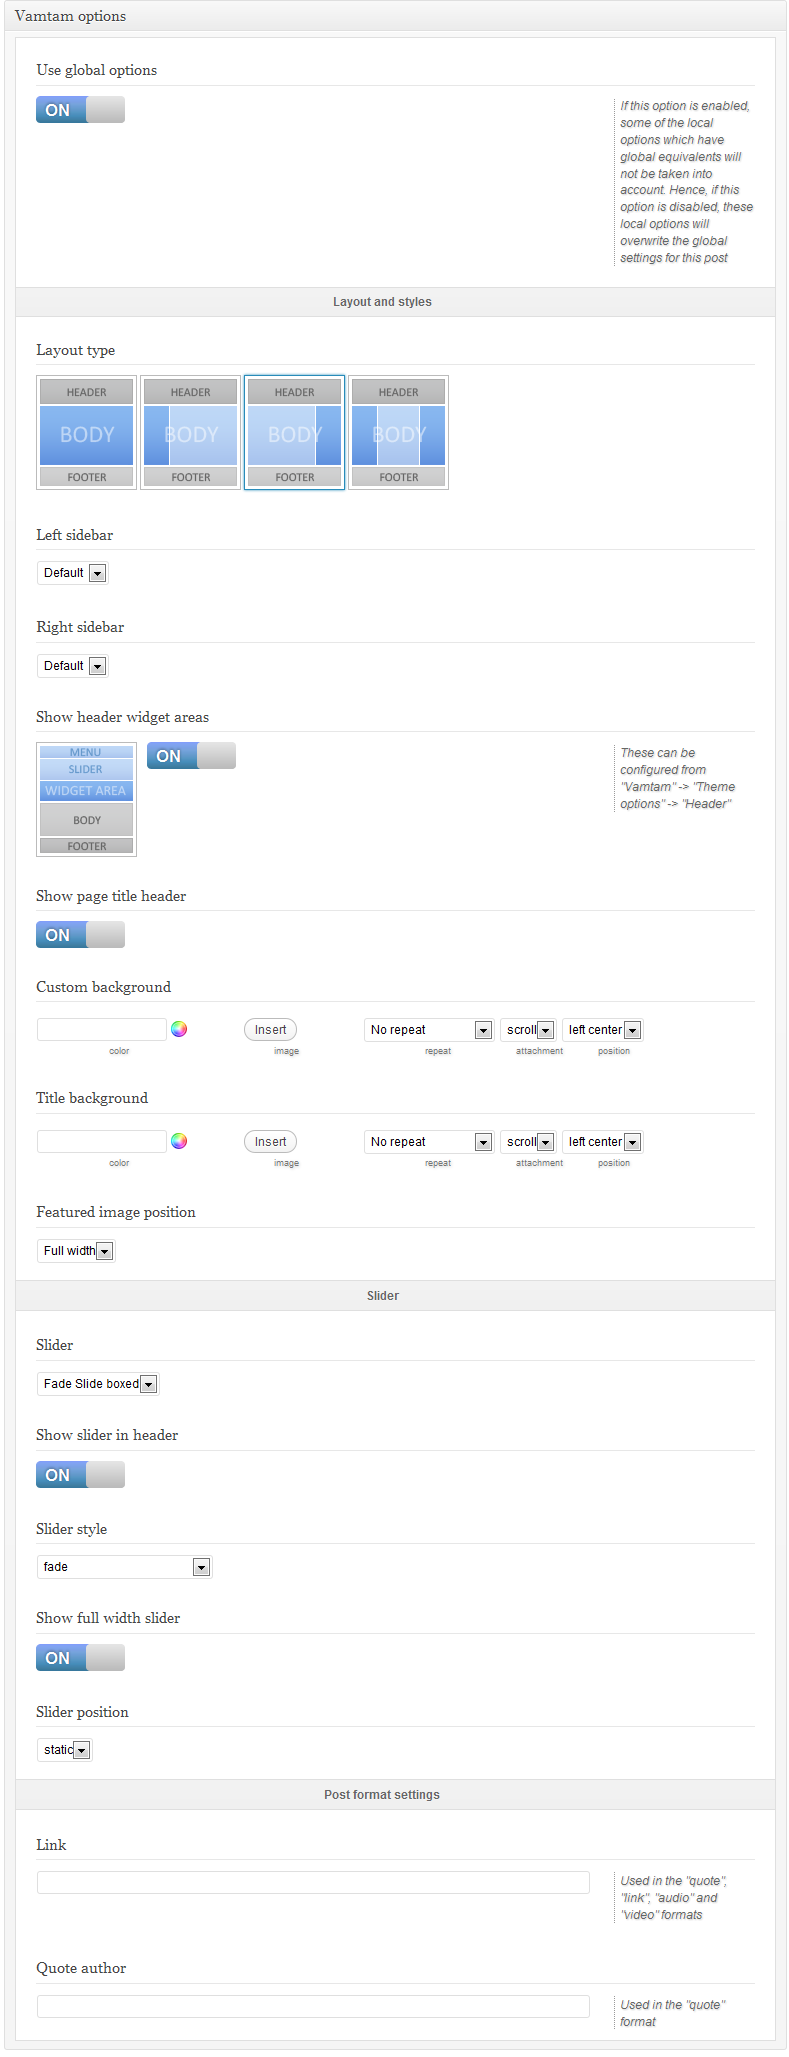 Vamtam options
Use global options
ON
If this option is enabled,
some of the local
options which have
global equivalents will
not be taken into
account. Hence, if this
option is disabled, these
local options will
overwrite the global
settings for this post
Layout and styles
Layout type
HEADER HEADER HEADER HEADER
BODY BODY BODY BODY
FOOTER FOOTER FOOTER FOOTER
Left sidebar
Default
Right sidebar
Default
Show header widget areas
MENU
SLIDER
WIDGET AREA
BODY
FOOTER
ON
These can be
configured from
"Vamtam" -> "Theme
options" -> "Header"
Show page title header
ON
Custom background
Insert No repeat scroll left center
color image repeat attachment position
Title background
Insert No repeat scroll left center
color image repeat attachment position
Featured image position
Full width
Slider
Slider
Fade Slide boxed
Show slider in header
ON
Slider style
fade
Show full width slider
ON
Slider position
static
Post format settings
Link
Used in the "quote",
"link", "audio" and
"video" formats
Quote author
Used in the "quote"
format